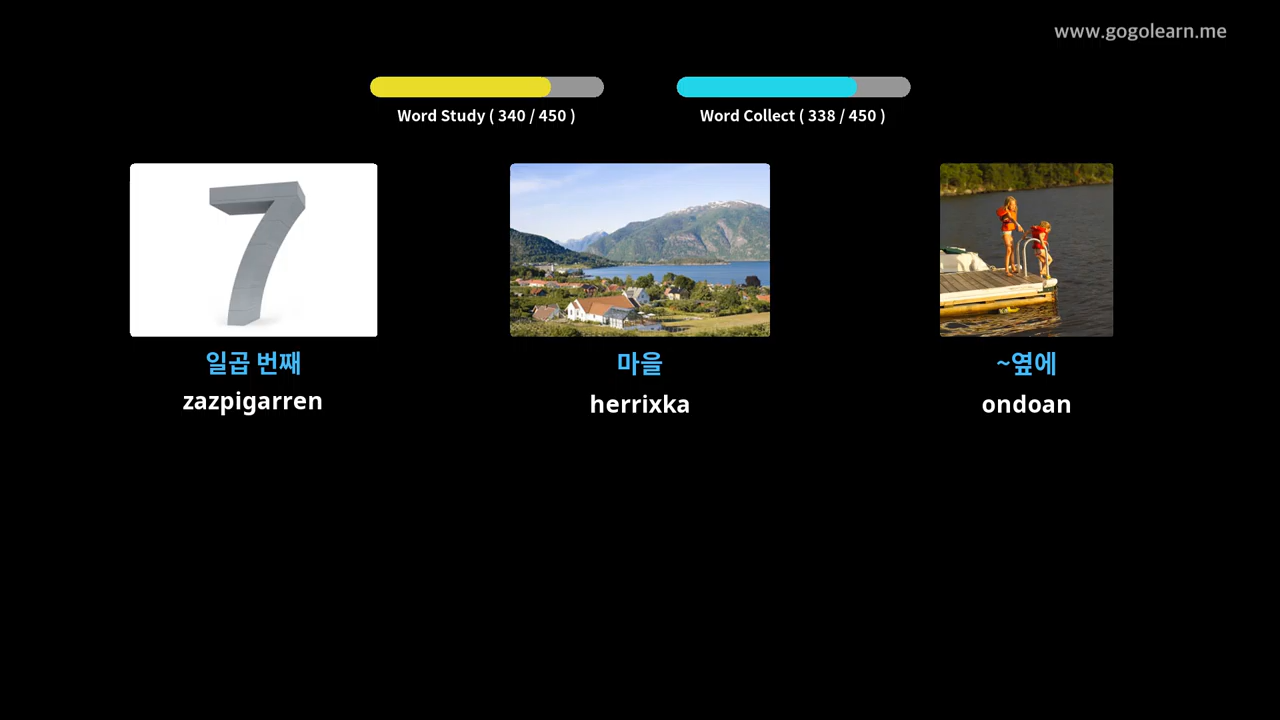 www.gogolearn.me
Word Study ( 340 / 450 )
Word Collect ( 338 / 450 )
7
일곱 번째
zazpigarren
마을
herrixka
~옆에
ondoan